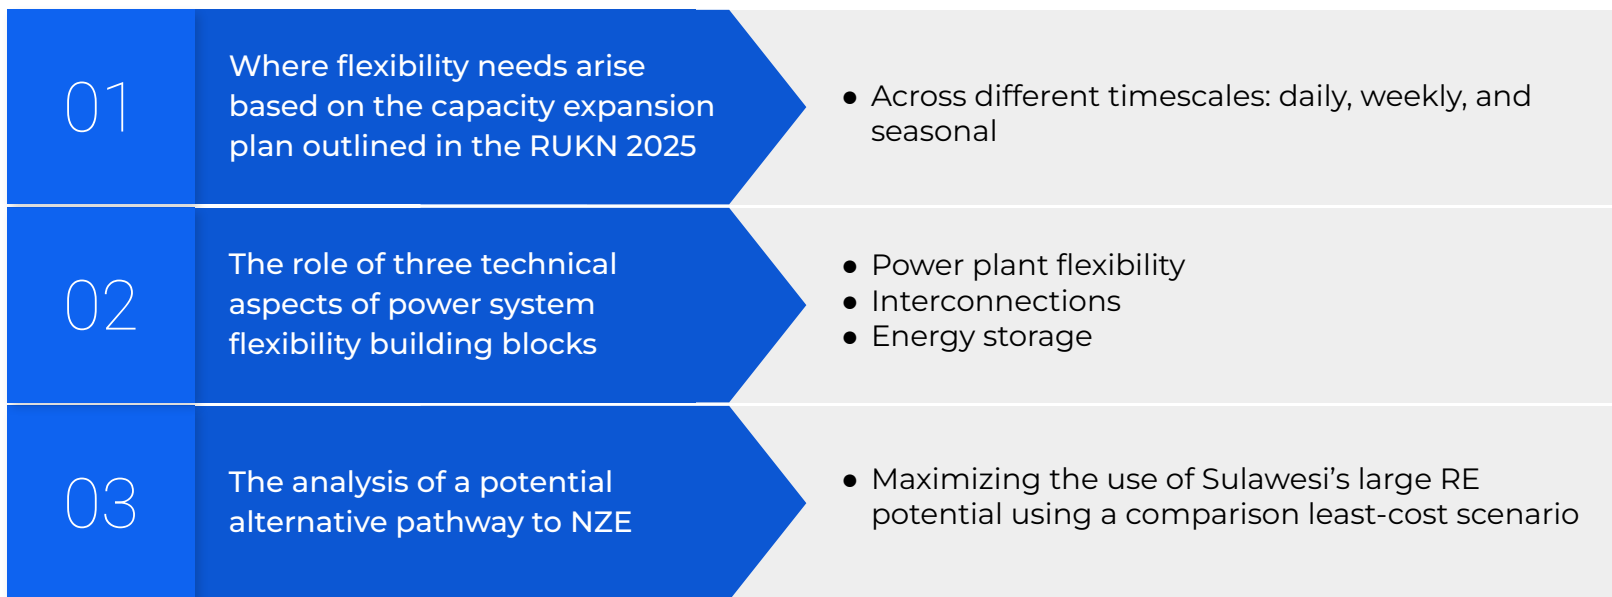 01
Where flexibility needs arise
based on the capacity expansion
plan outlined in the RUKN 2025
● Across different timescales: daily, weekly, and
seasonal
02
The role of three technical
aspects of power system
flexibility building blocks
● Power plant flexibility
● Interconnections
● Energy storage
03
The analysis of a potential
alternative pathway to NZE
● Maximizing the use of Sulawesi’s large RE
potential using a comparison least-cost scenario